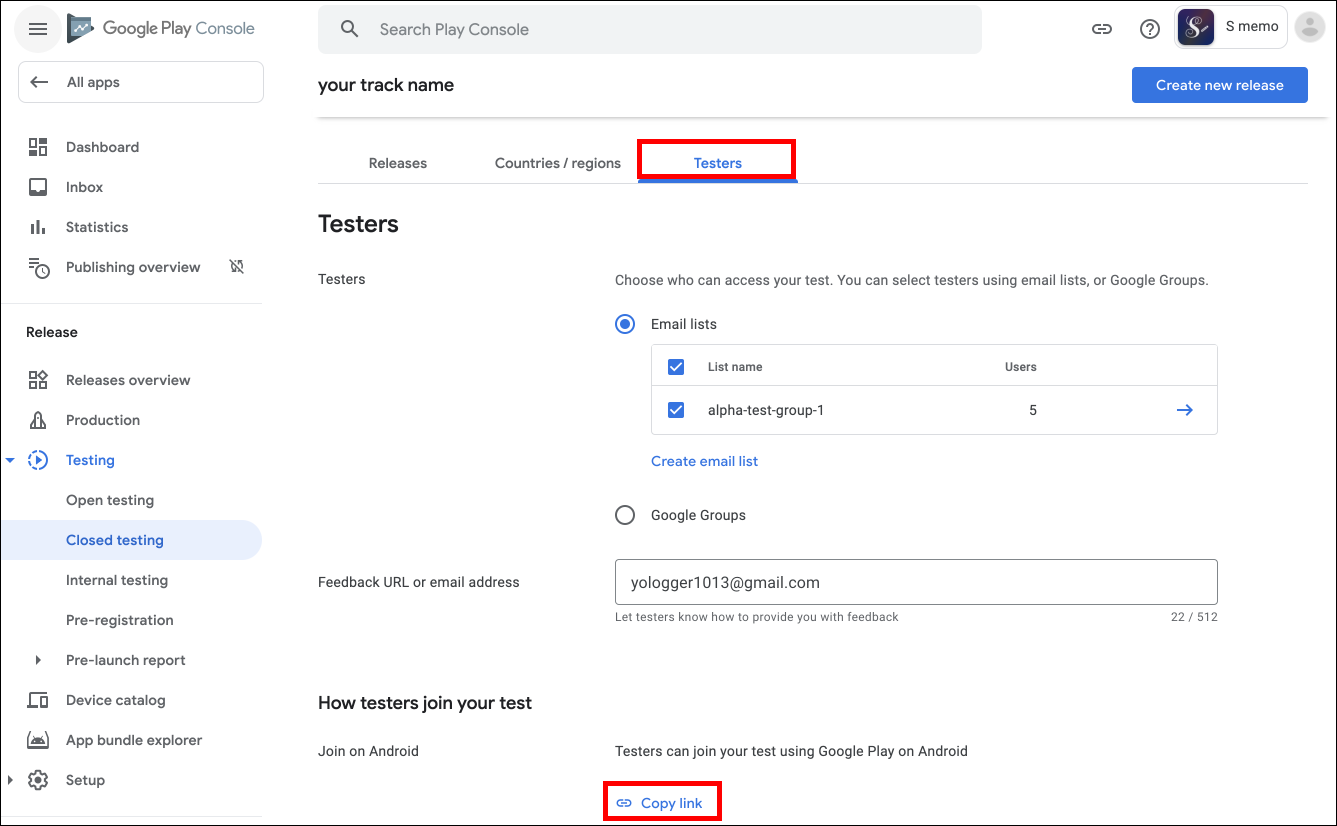 Google Play Console
Search Play Console
S memo
All apps
your track name
Create new release
Dashboard
Inbox
Statistics
Publishing overview
Release
Releases overview
Production
Testing
Open testing
Closed testing
Internal testing
Pre-registration
Pre-launch report
Device catalog
App bundle explorer
Setup
Releases
Countries / regions
Testers
Testers
Testers
Choose who can access your test. You can select testers using email lists, or Google Groups.
Email lists
List name
Users
alpha-test-group-1
5
Create email list
Google Groups
Feedback URL or email address
yologger1013@gmail.com
Let testers know how to provide you with feedback
22 / 512
How testers join your test
Join on Android
Testers can join your test using Google Play on Android
Copy link